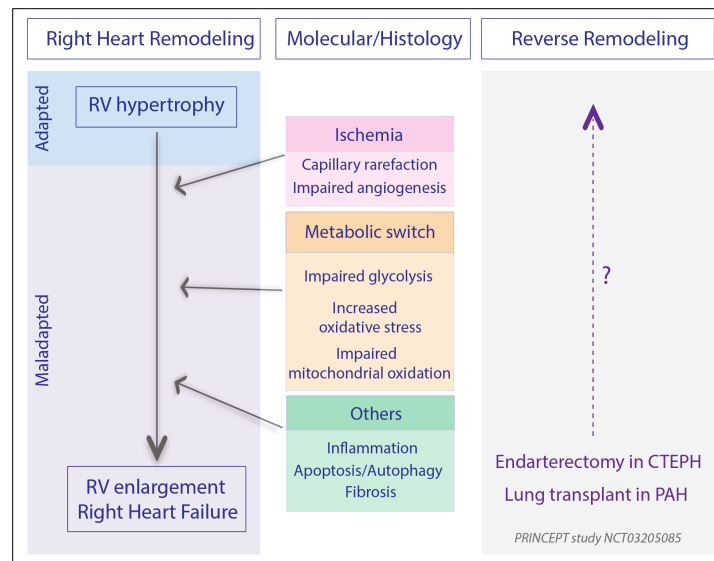 Right Heart Remodeling
Molecular/Histology
Reverse Remodeling
Adapted
RV hypertrophy
Maladapted
RV enlargement
Right Heart Failure
Ischemia
Capillary rarefaction
Impaired angiogenesis
Metabolic switch
Impaired glycolysis
Increased
oxidative stress
Impaired
mitochondrial oxidation
Others
Inflammation
Apoptosis/Autophagy
Fibrosis
?
Endarterectomy in CTEPH
Lung transplant in PAH
PRINCEPT study NCT03205085